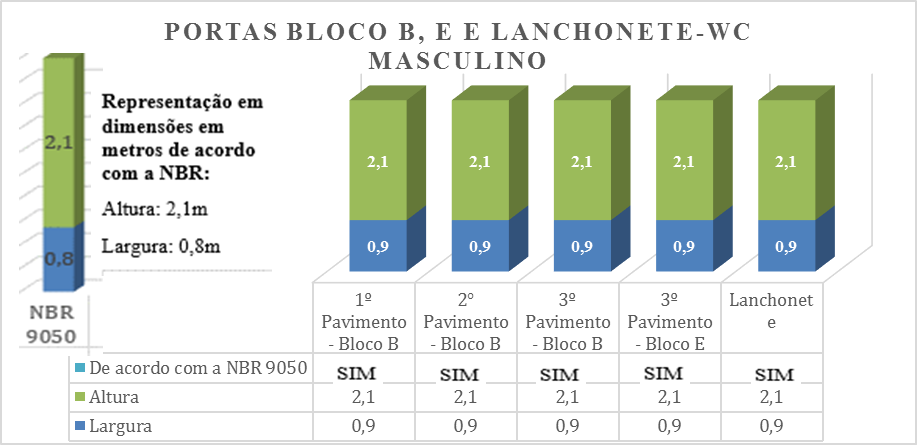 PORTAS BLOCO B, E E LANCHONETE-WC
MASCULINO
2,1
0,8
NBR
9050
Representação em
dimensões em
metros de acordo
com a NBR:
Altura: 2,1m
Largura: 0,8m
2,1 2,1 2,1 2,1 2,1
0,9 0,9 0,9 0,9 0,9
1º 2° 3º 3º Lanchonet
Pavimento Pavimento Pavimento Pavimento e
- Bloco B - Bloco B - Bloco B - Bloco E
De acordo com a NBR 9050 SIM SIM SIM SIM SIM
Altura 2,1 2,1 2,1 2,1 2,1
Largura 0,9 0,9 0,9 0,9 0,9